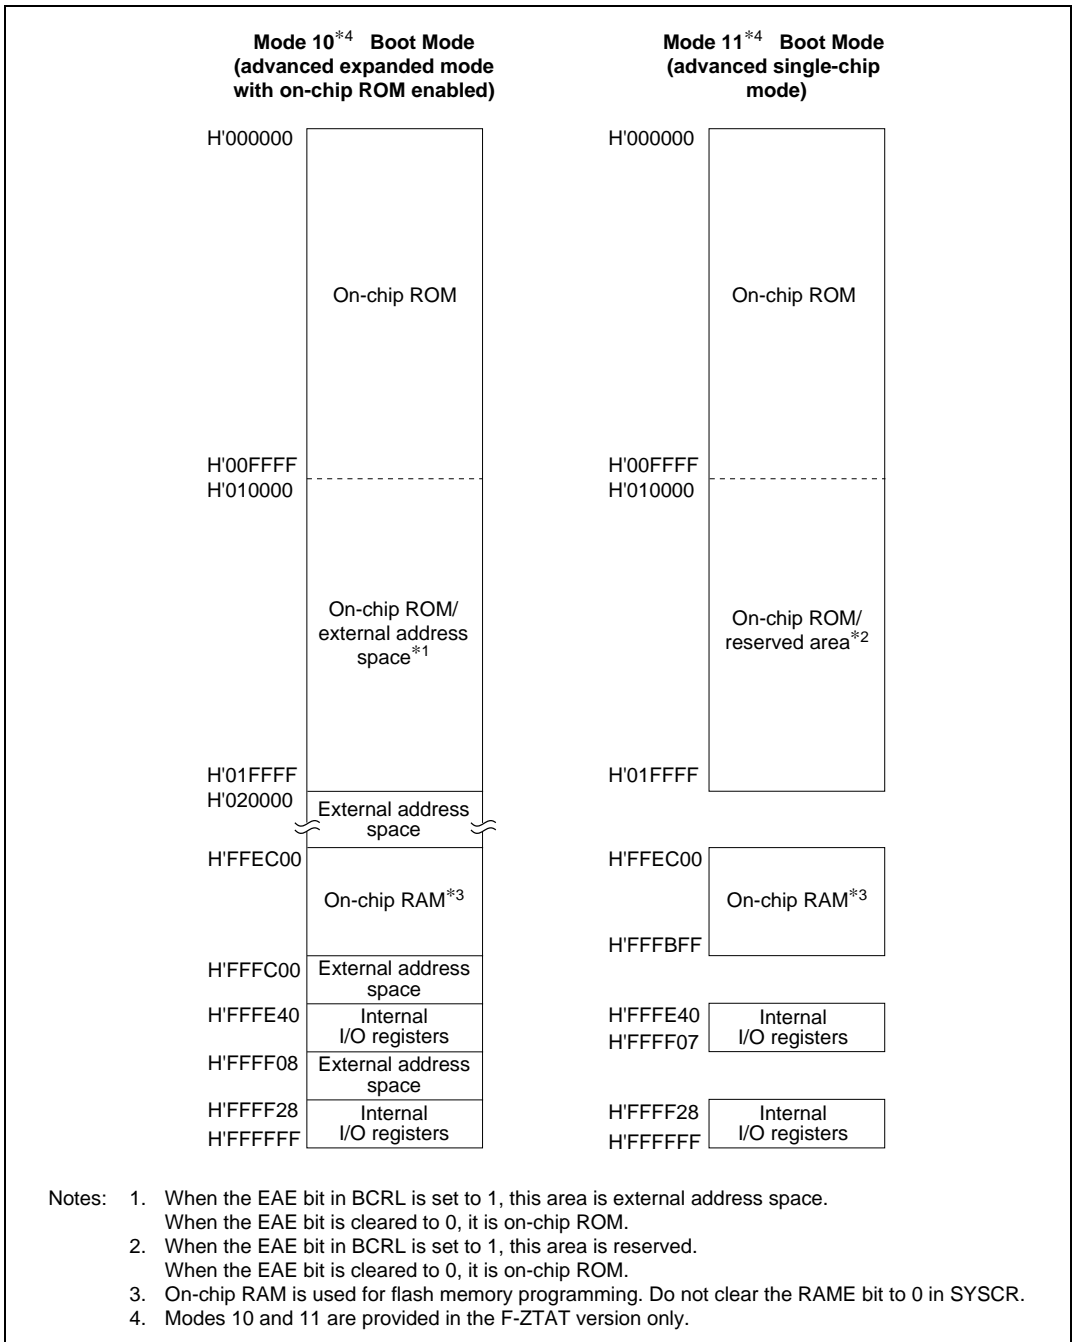 Mode 10*4 Boot Mode
(advanced expanded mode
with on-chip ROM enabled)
H'000000
On-chip ROM
H'00FFFF
H'010000
On-chip ROM/
external address
space*1
H'01FFFF
H'020000
External address
space
H'FFEC00
On-chip RAM*3
H'FFFC00
External address
space
H'FFFE40
Internal
I/O registers
H'FFFF08
External address
space
H'FFFF28
Internal
I/O registers
H'FFFFFF
Mode 11*4 Boot Mode
(advanced single-chip
mode)
H'000000
On-chip ROM
H'00FFFF
H'010000
On-chip ROM/
reserved area*2
H'01FFFF
H'FFEC00
On-chip RAM*3
H'FFFBFF
H'FFFE40
Internal
I/O registers
H'FFFF07
H'FFFF28
Internal
I/O registers
H'FFFFFF
Notes: 1. When the EAE bit in BCRL is set to 1, this area is external address space.
When the EAE bit is cleared to 0, it is on-chip ROM.
2. When the EAE bit in BCRL is set to 1, this area is reserved.
When the EAE bit is cleared to 0, it is on-chip ROM.
3. On-chip RAM is used for flash memory programming. Do not clear the RAME bit to 0 in SYSCR.
4. Modes 10 and 11 are provided in the F-ZTAT version only.